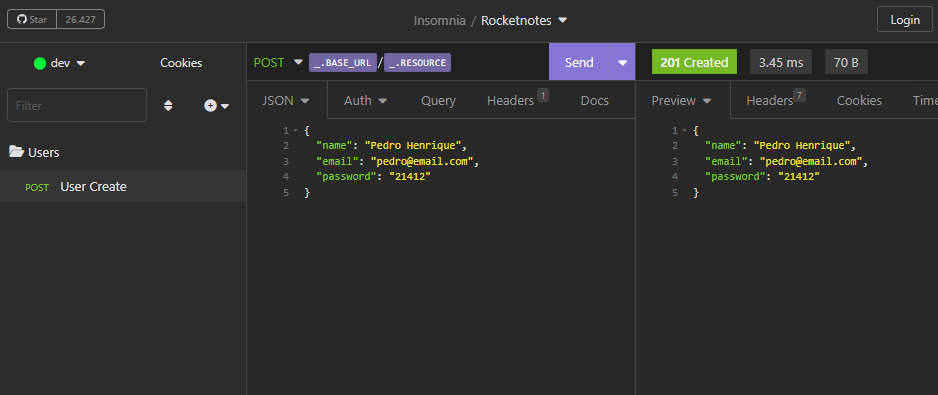 Star 26.427 Insomnia / Rocketnotes Login
dev Cookies POST _.BASE_URL/_.RESOURCE Send 201 Created 3.45 ms 70 B
Filter JSON Auth Query Headers 1 Docs Preview Headers 7 Cookies Time
Users
POST User Create
1 {
2 "name": "Pedro Henrique",
3 "email": "pedro@email.com",
4 "password": "21412"
5 }
1 {
2 "name": "Pedro Henrique",
3 "email": "pedro@email.com",
4 "password": "21412"
5 }